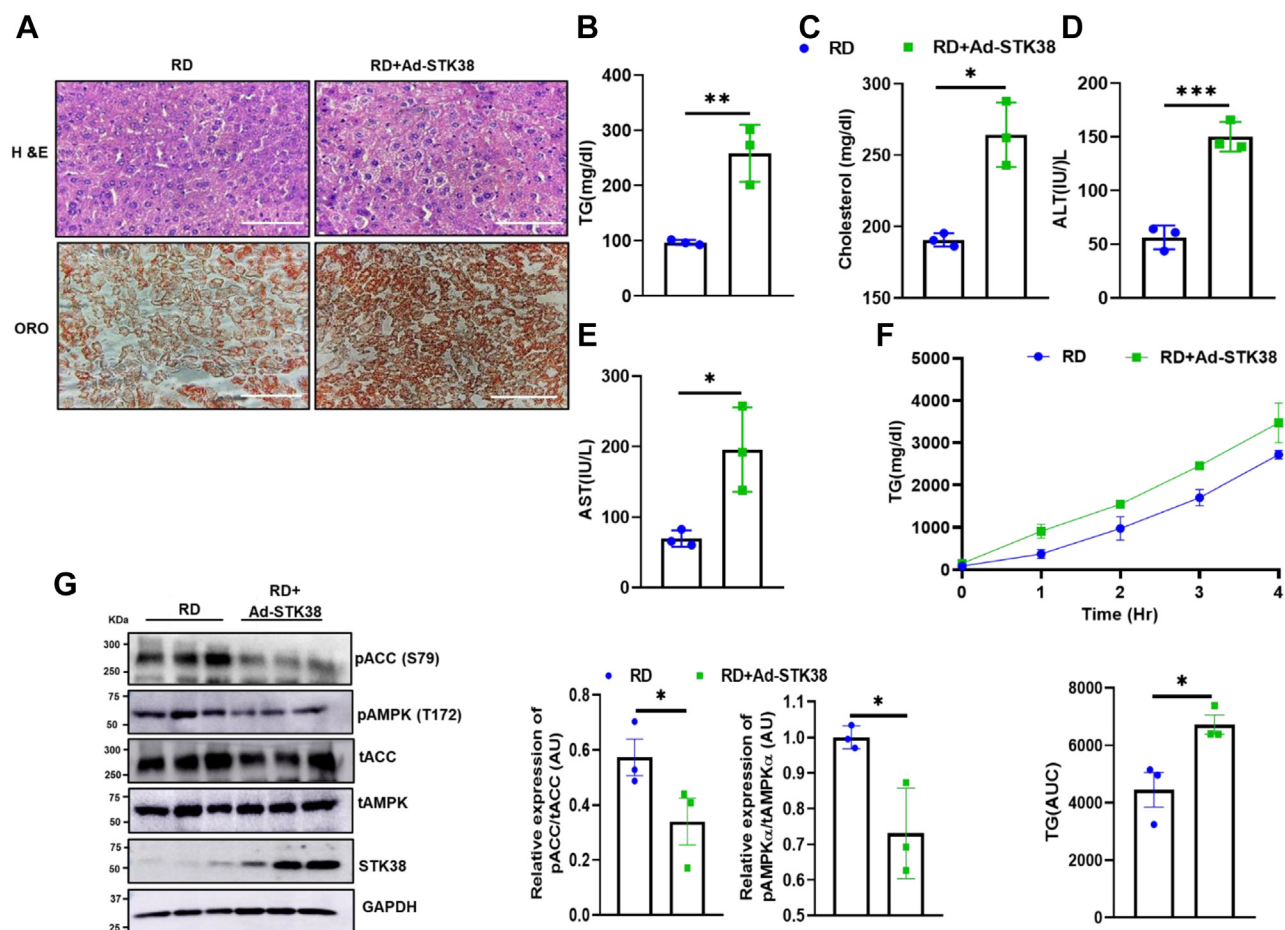 A
RD
RD+Ad-STK38
H &E
ORO
B
TG(mg/dl)
400
300
200
100
0
**
C
RD
RD+Ad-STK38
Cholesterol (mg/dl)
300
250
200
150
*
D
ALT(IU/)L
200
150
100
50
0
***
E
AST(IU/L)
300
200
100
0
*
F
RD
RD+Ad-STK38
TG(mg/dl)
5000
4000
3000
2000
1000
0
0 1 2 3 4
Time (Hr)
G
KDa
RD
RD+
Ad-STK38
300
250
pACC (S79)
75
50
pAMPK (T172)
300
250
tACC
75
50
tAMPK
75
50
STK38
37
25
GAPDH
RD
RD+Ad-STK38
Relative expression of
pACC/tACC (AU)
0.8
0.6
0.4
0.2
0.0
*
Relative expression of
pAMPKα/tAMPKα (AU)
1.1
1.0
0.9
0.8
0.7
0.6
0.5
*
TG(AUC)
8000
6000
4000
2000
0
*